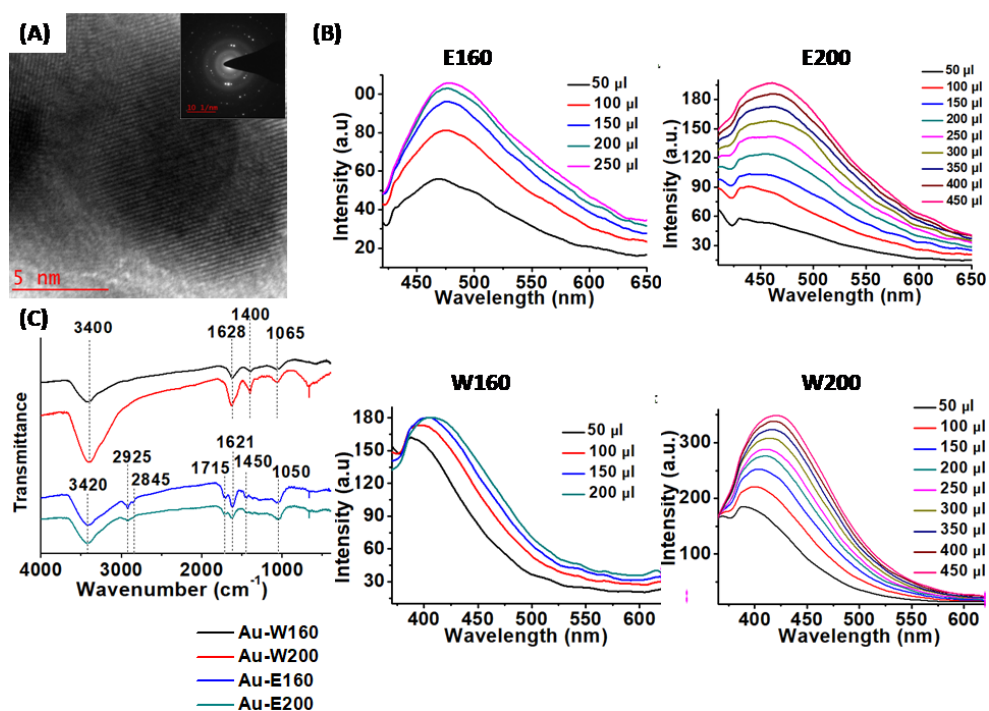 (A)
10 1/nm
5 nm
(B)
E160
Intensity (a.u)
00
80
60
40
20
50 µl
100 µl
150 µl
200 µl
250 µl
450 500 550 600 650
Wavelength (nm)
E200
Intensity (a.u.)
180
150
120
90
60
30
50 µl
100 µl
150 µl
200 µl
250 µl
300 µl
350 µl
400 µl
450 µl
450 500 550 600 650
Wavelength (nm)
(C)
3400
1628
1400
1065
Transmittance
3420
2925
2845
1715
1621
1450
1050
4000 3000 2000 1000
Wavenumber (cm-1)
Au-W160
Au-W200
Au-E160
Au-E200
W160
Intensity (a.u.)
180
150
120
90
60
30
50 µl
100 µl
150 µl
200 µl
400 450 500 550 600
Wavelength (nm)
W200
Intensity (a.u.)
300
200
100
50 µl
100 µl
150 µl
200 µl
250 µl
300 µl
350 µl
400 µl
450 µl
400 450 500 550 600
Wavelength (nm)